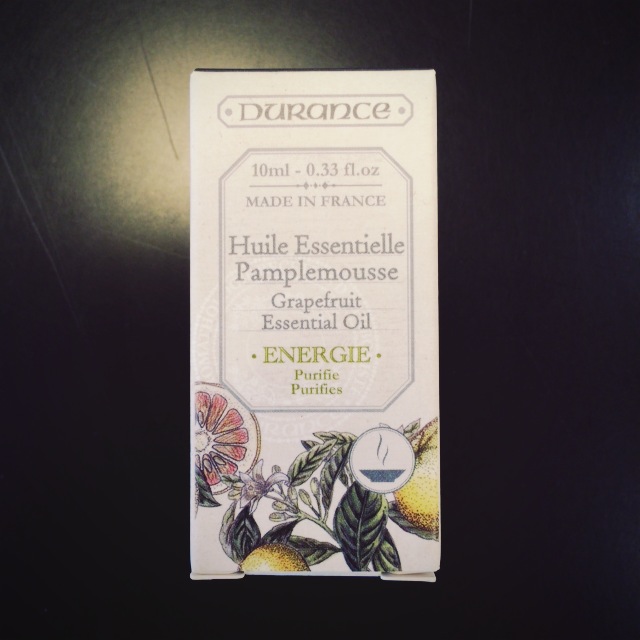 DURANCE
10ml - 0.33 fl.oz
MADE IN FRANCE
Huile Essentielle
Pamplemousse
Grapefruit
Essential Oil
• ENERGIE •
Purifie
Purifies